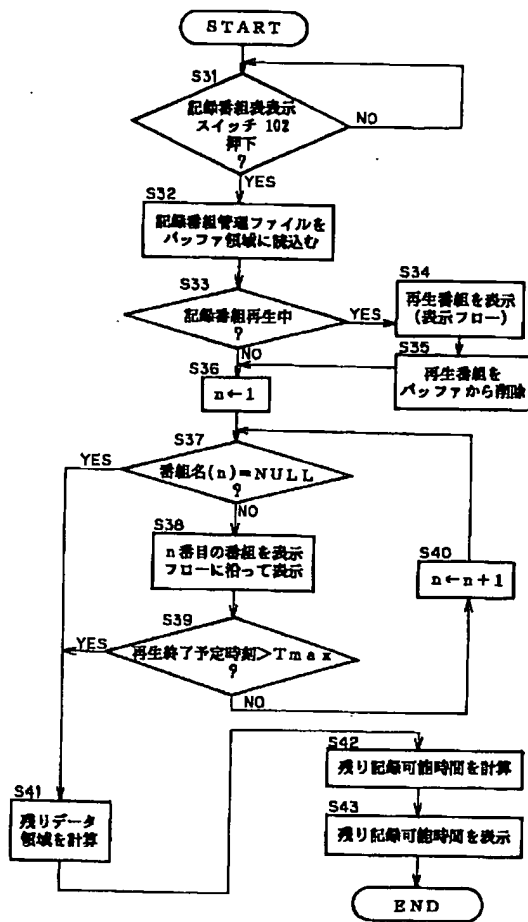 START
S31
記録番組表表示
スイッチ 102
押下
?
NO
YES
S32
記録番組管理ファイルを
バッファ領域に読込む
S33
記録番組再生中
?
YES
NO
S34
再生番組を表示
(表示フロー)
S35
再生番組を
バッファから削除
S36
n←1
S37
番組名(n)=NULL
?
YES
NO
S38
n番目の番組を表示
フローに沿って表示
S39
再生終了予定時刻>Tmax
?
YES
NO
S40
n←n+1
S41
残りデータ
領域を計算
S42
残り記録可能時間を計算
S43
残り記録可能時間を表示
END